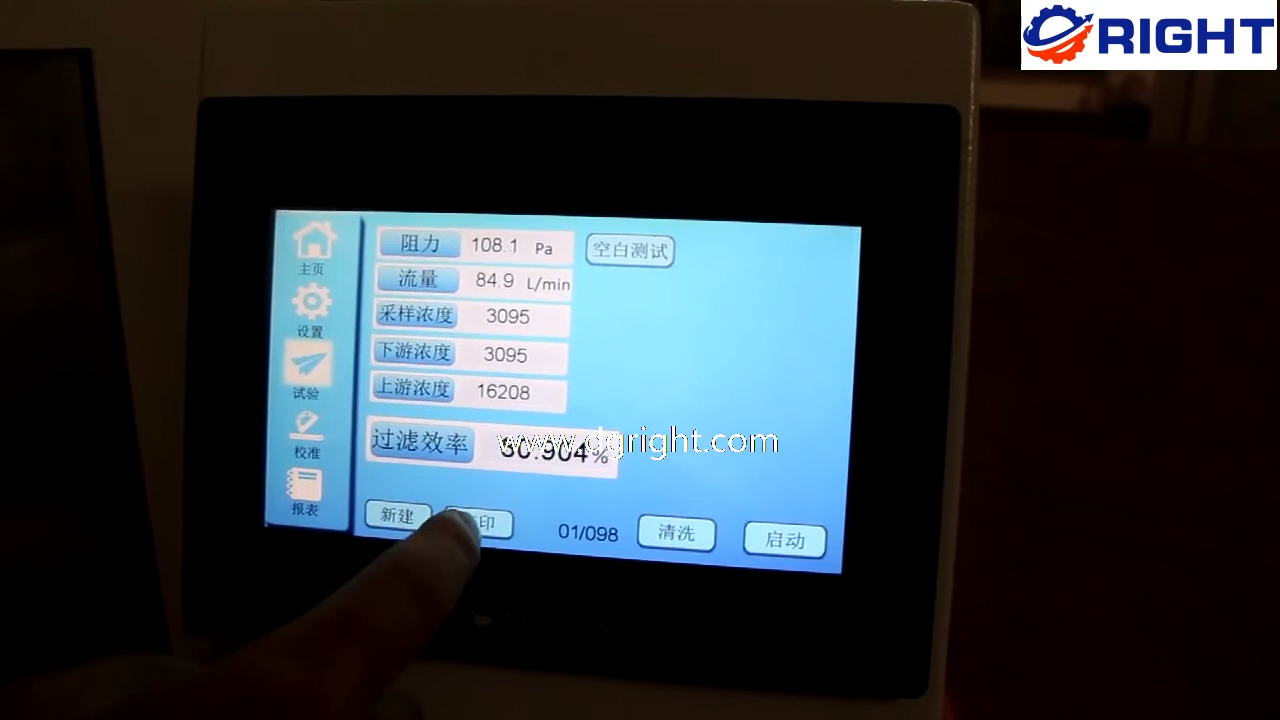 RIGHT
主页
设置
试验
校准
报表
阻力 108.1 Pa
空白测试
流量 84.9 L/min
采样浓度 3095
下游浓度 3095
上游浓度 16208
过滤效率
www.dgright.com
新建 印
01/098
清洗
启动